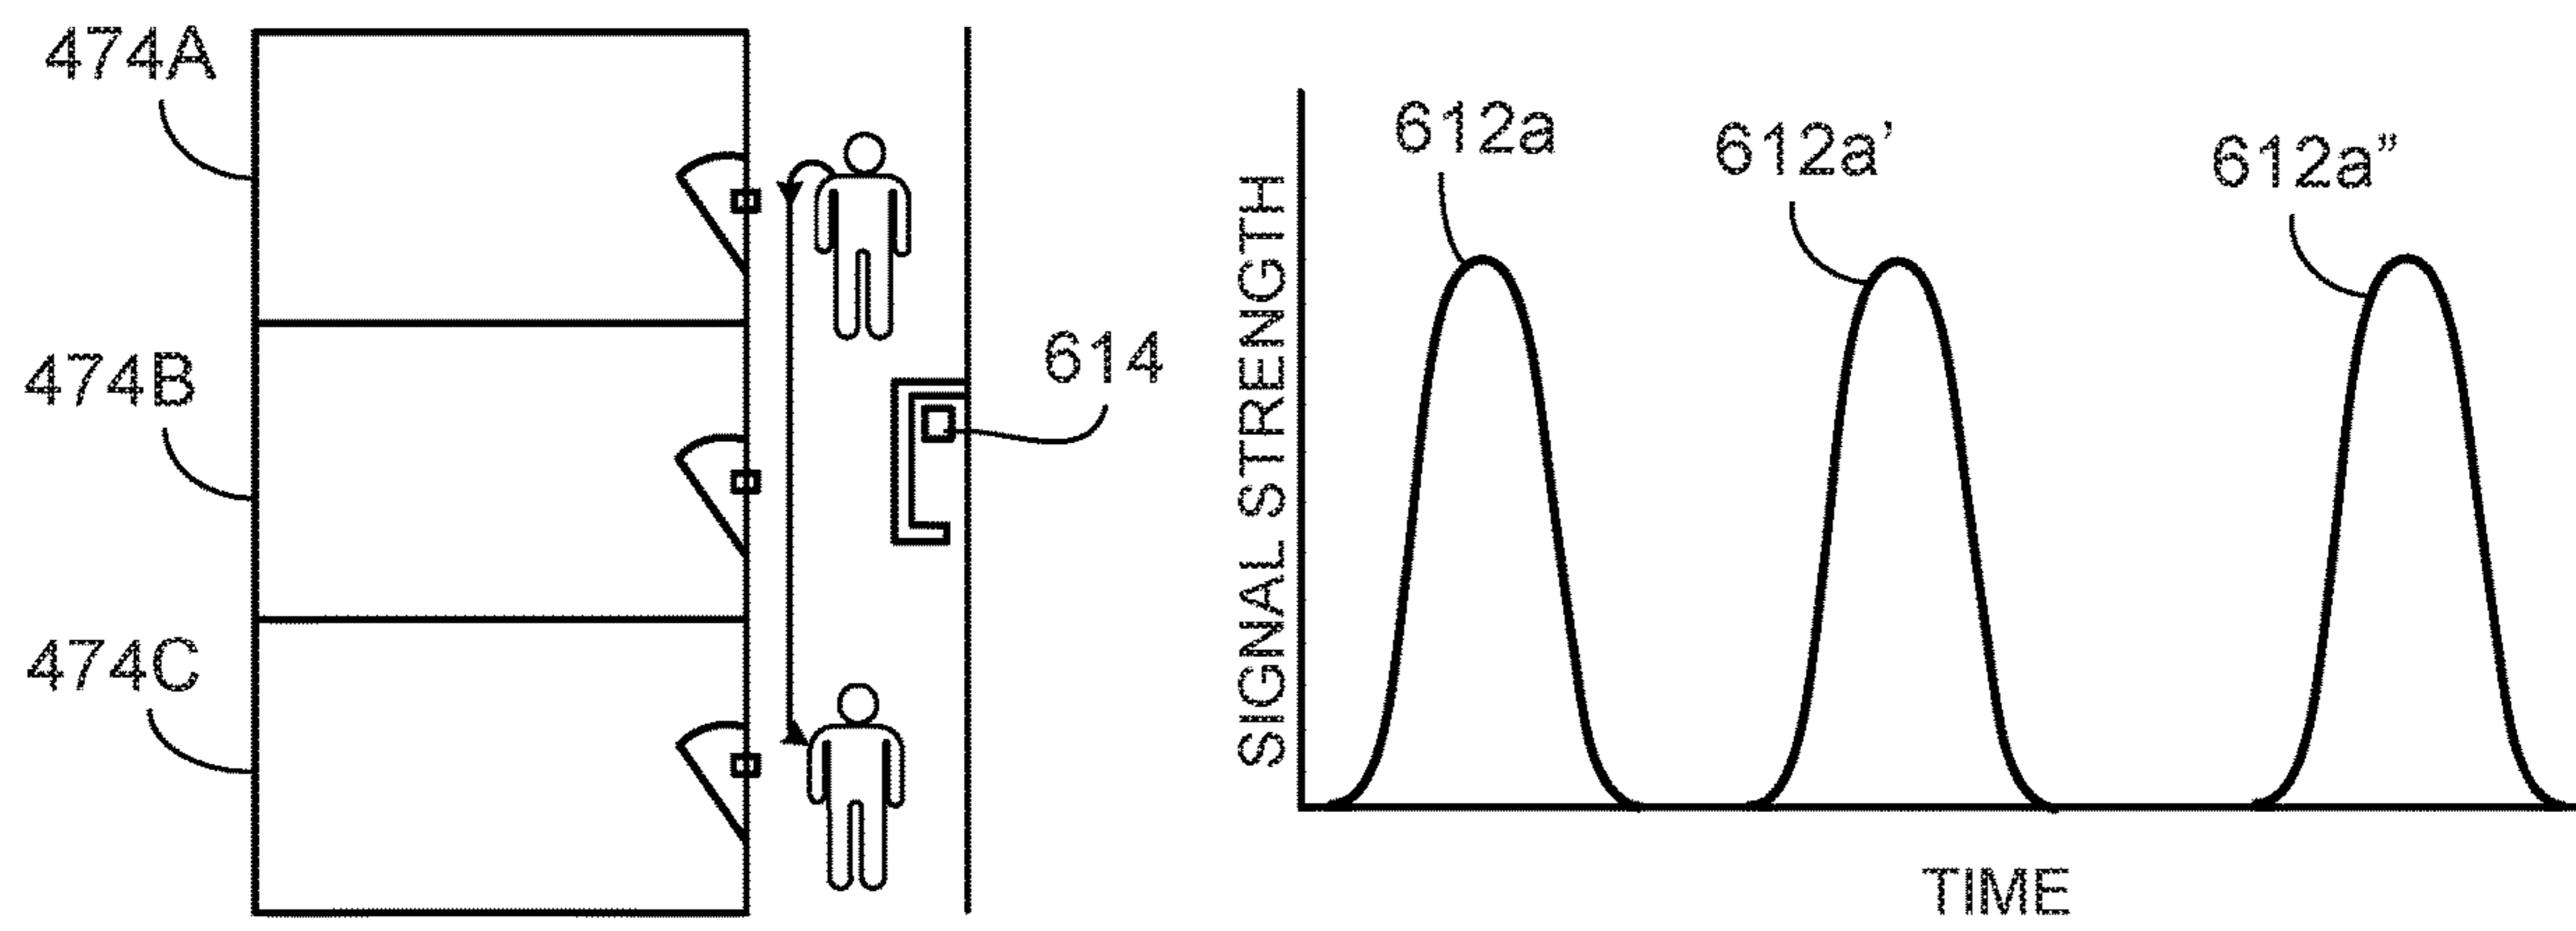 474A
474B
474C
614
SIGNAL STRENGTH
612a
612a’
612a”
TIME